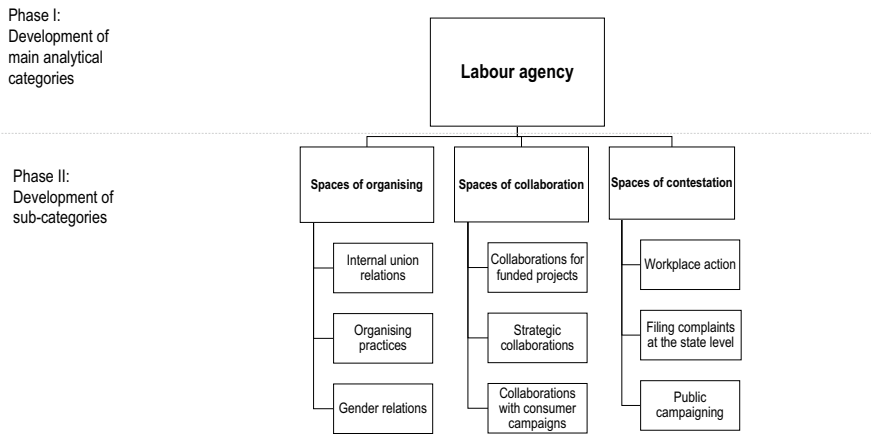 Phase I:
Development of
main analytical
categories
Labour agency
Phase II:
Development of
sub-categories
Spaces of organising
Spaces of collaboration
Spaces of contestation
Internal union
relations
Collaborations for
funded projects
Workplace action
Organising
practices
Strategic
collaborations
Filing complaints
at the state level
Gender relations
Collaborations
with consumer
campaigns
Public
campaigning